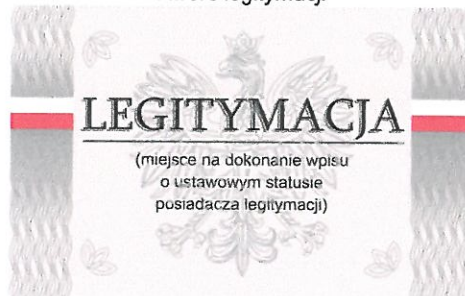 LEGITYMACJA
(miejsce na dokonanie wpisu
o ustawowym statusie
posiadacza legitymacji)